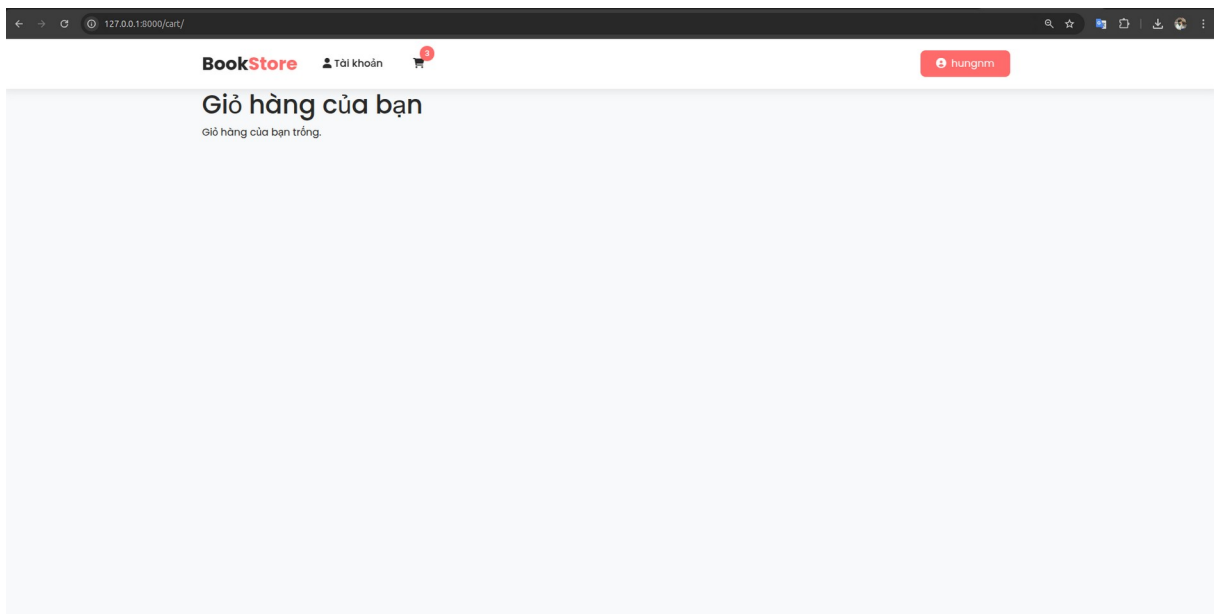 127.0.0.1:8000/cart/
BookStore Tài khoản 3 hungnm
Giỏ hàng của bạn
Giỏ hàng của bạn trống.